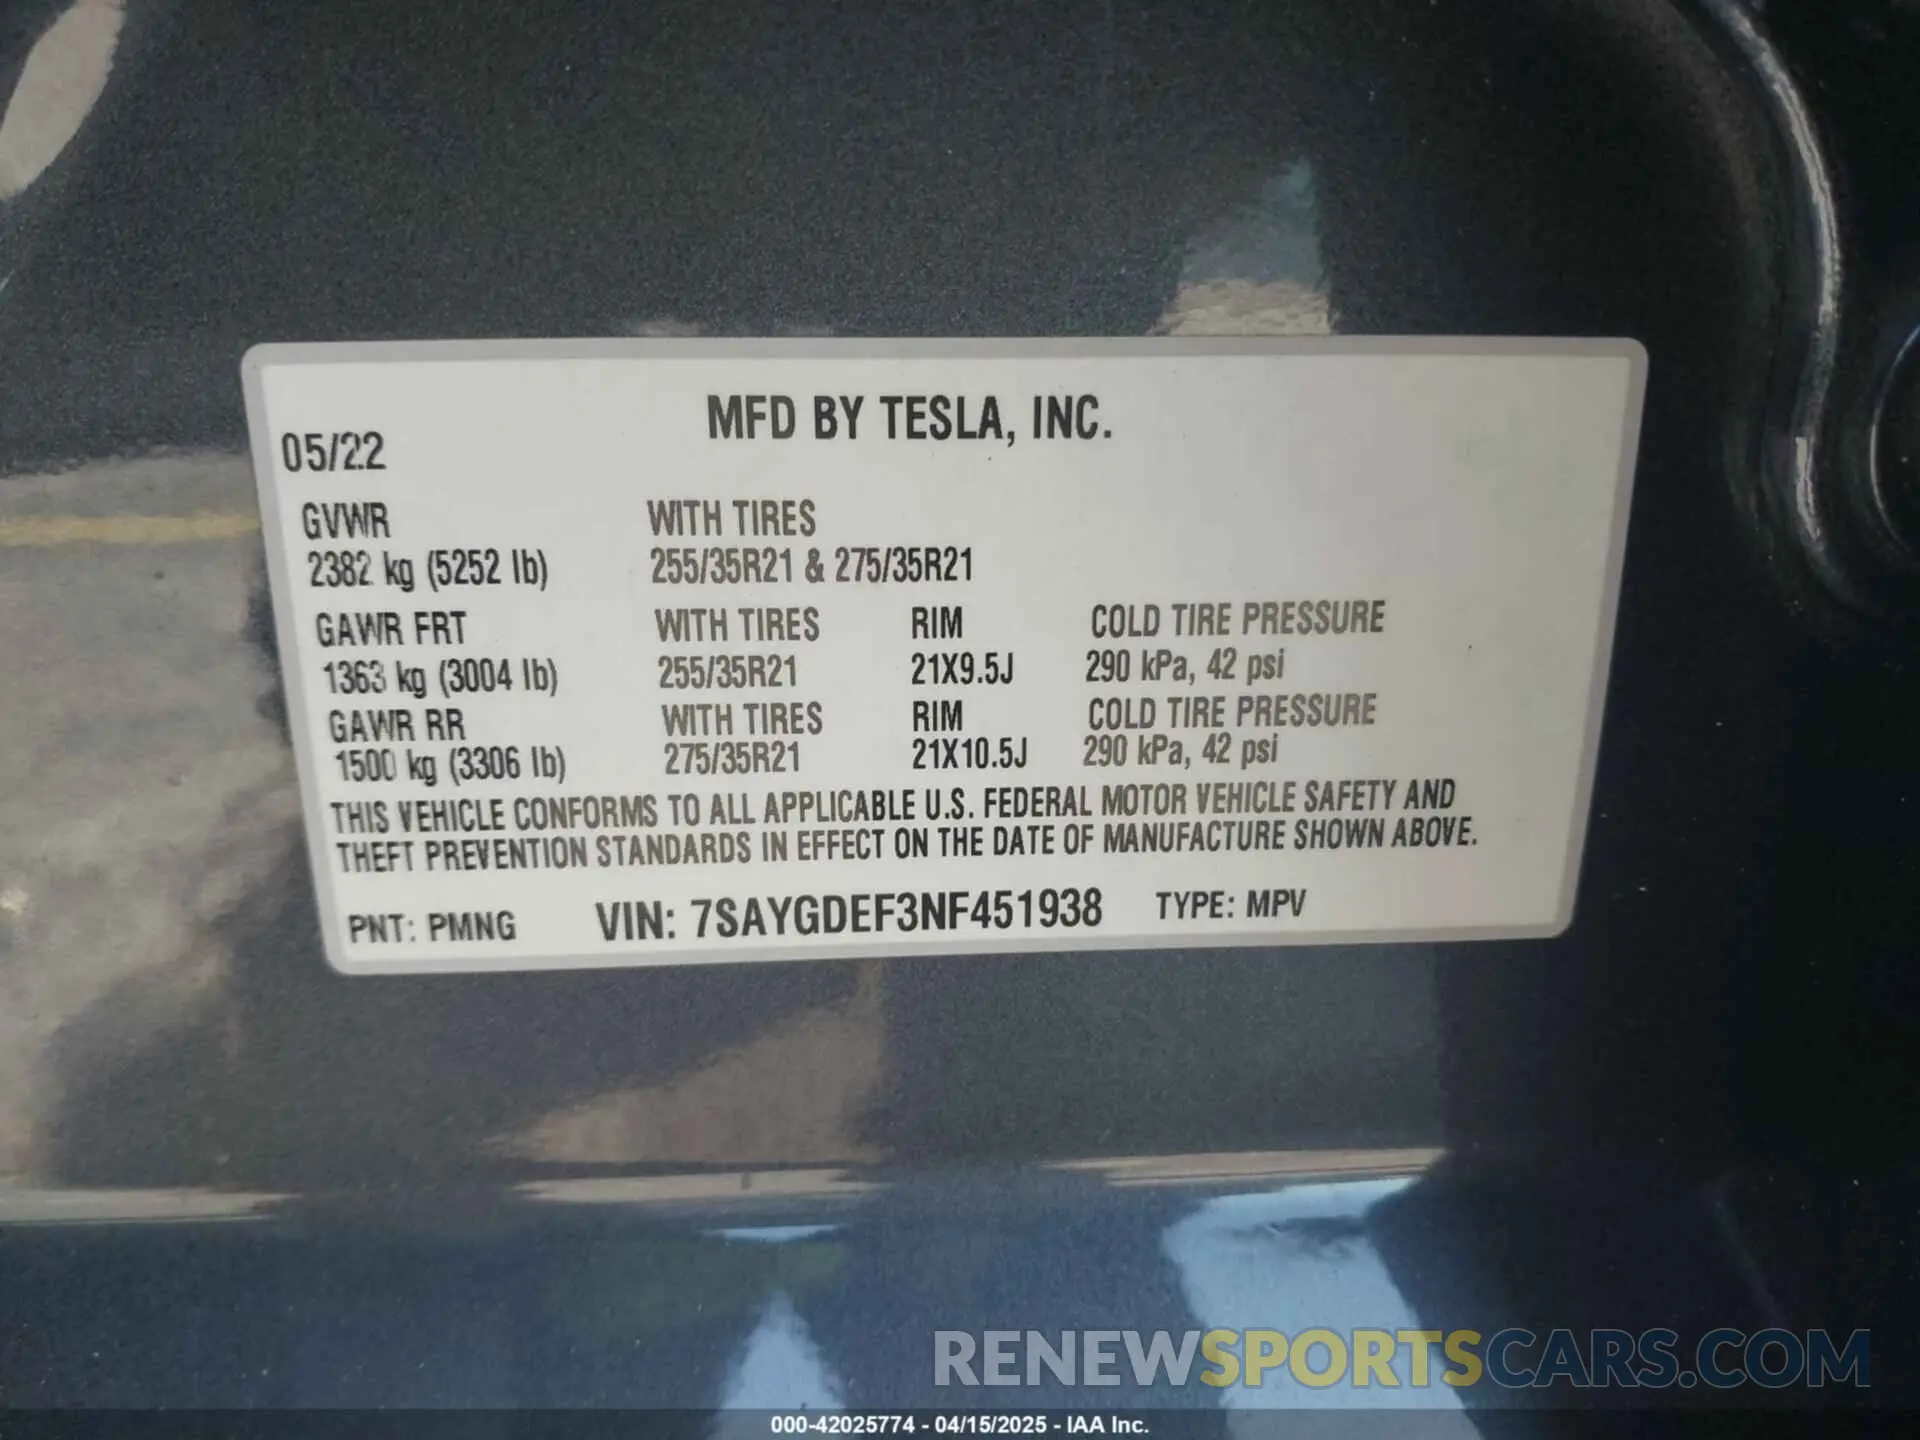 MFD BY TESLA, INC.
05/22
GVWR WITH TIRES
2382 kg (5252 lb) 255/35R21 & 275/35R21
GAWR FRT WITH TIRES RIM COLD TIRE PRESSURE
1363 kg (3004 lb) 255/35R21 21X9.5J 290 kPa, 42 psi
GAWR RR WITH TIRES RIM COLD TIRE PRESSURE
1500 kg (3306 lb) 275/35R21 21X10.5J 290 kPa, 42 psi
THIS VEHICLE CONFORMS TO ALL APPLICABLE U.S. FEDERAL MOTOR VEHICLE SAFETY AND
THEFT PREVENTION STANDARDS IN EFFECT ON THE DATE OF MANUFACTURE SHOWN ABOVE.
PNT: PMNG VIN: 7SAYGDEF3NF451938 TYPE: MPV
RENEWSPORTSCARS.COM
000-42025774 - 04/15/2025 - IAA Inc.